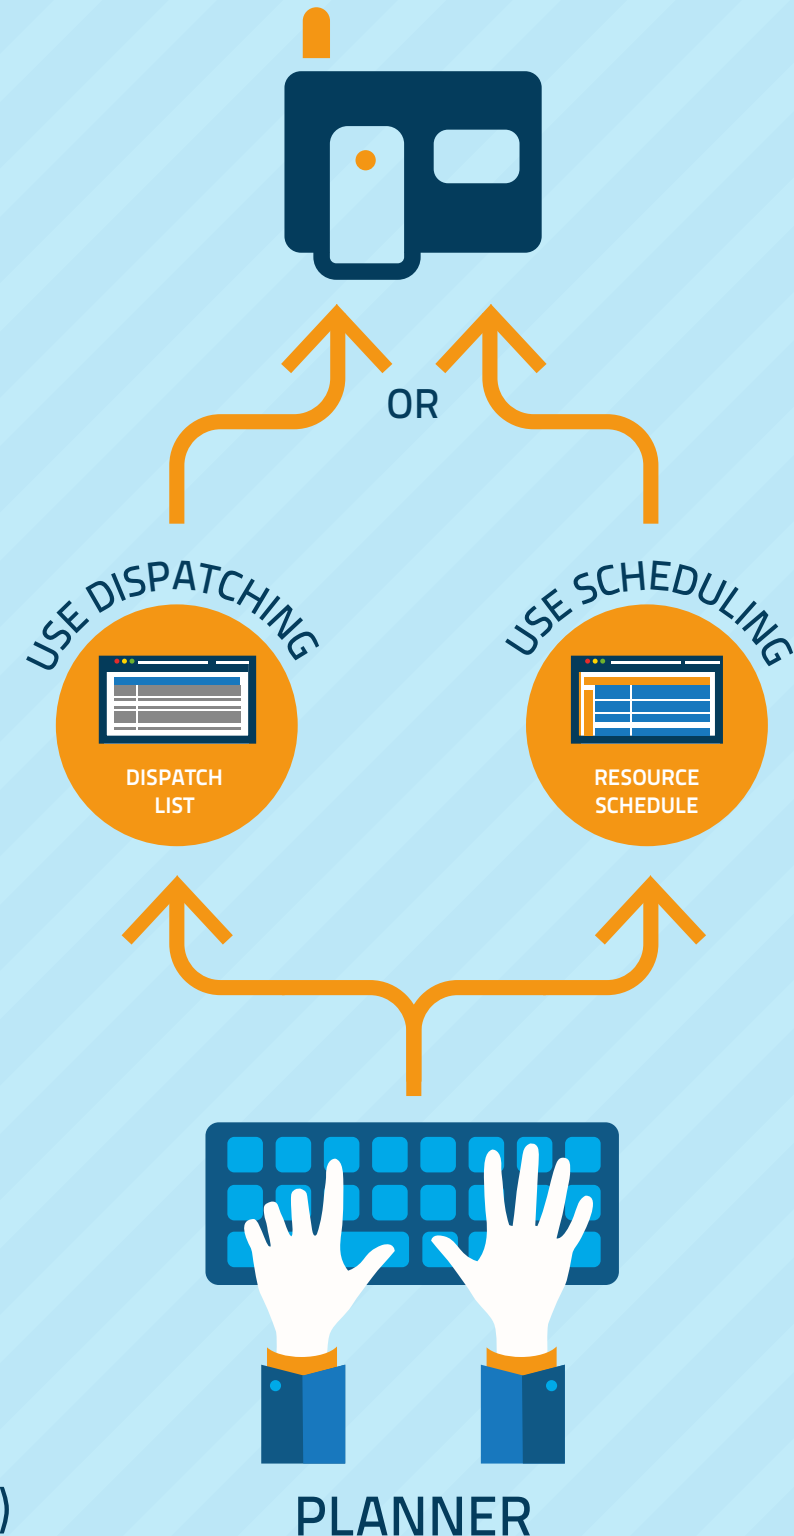 OR
USE DISPATCHING
USE SCHEDULING
DISPATCH
LIST
RESOURCE
SCHEDULE
)
PLANNER